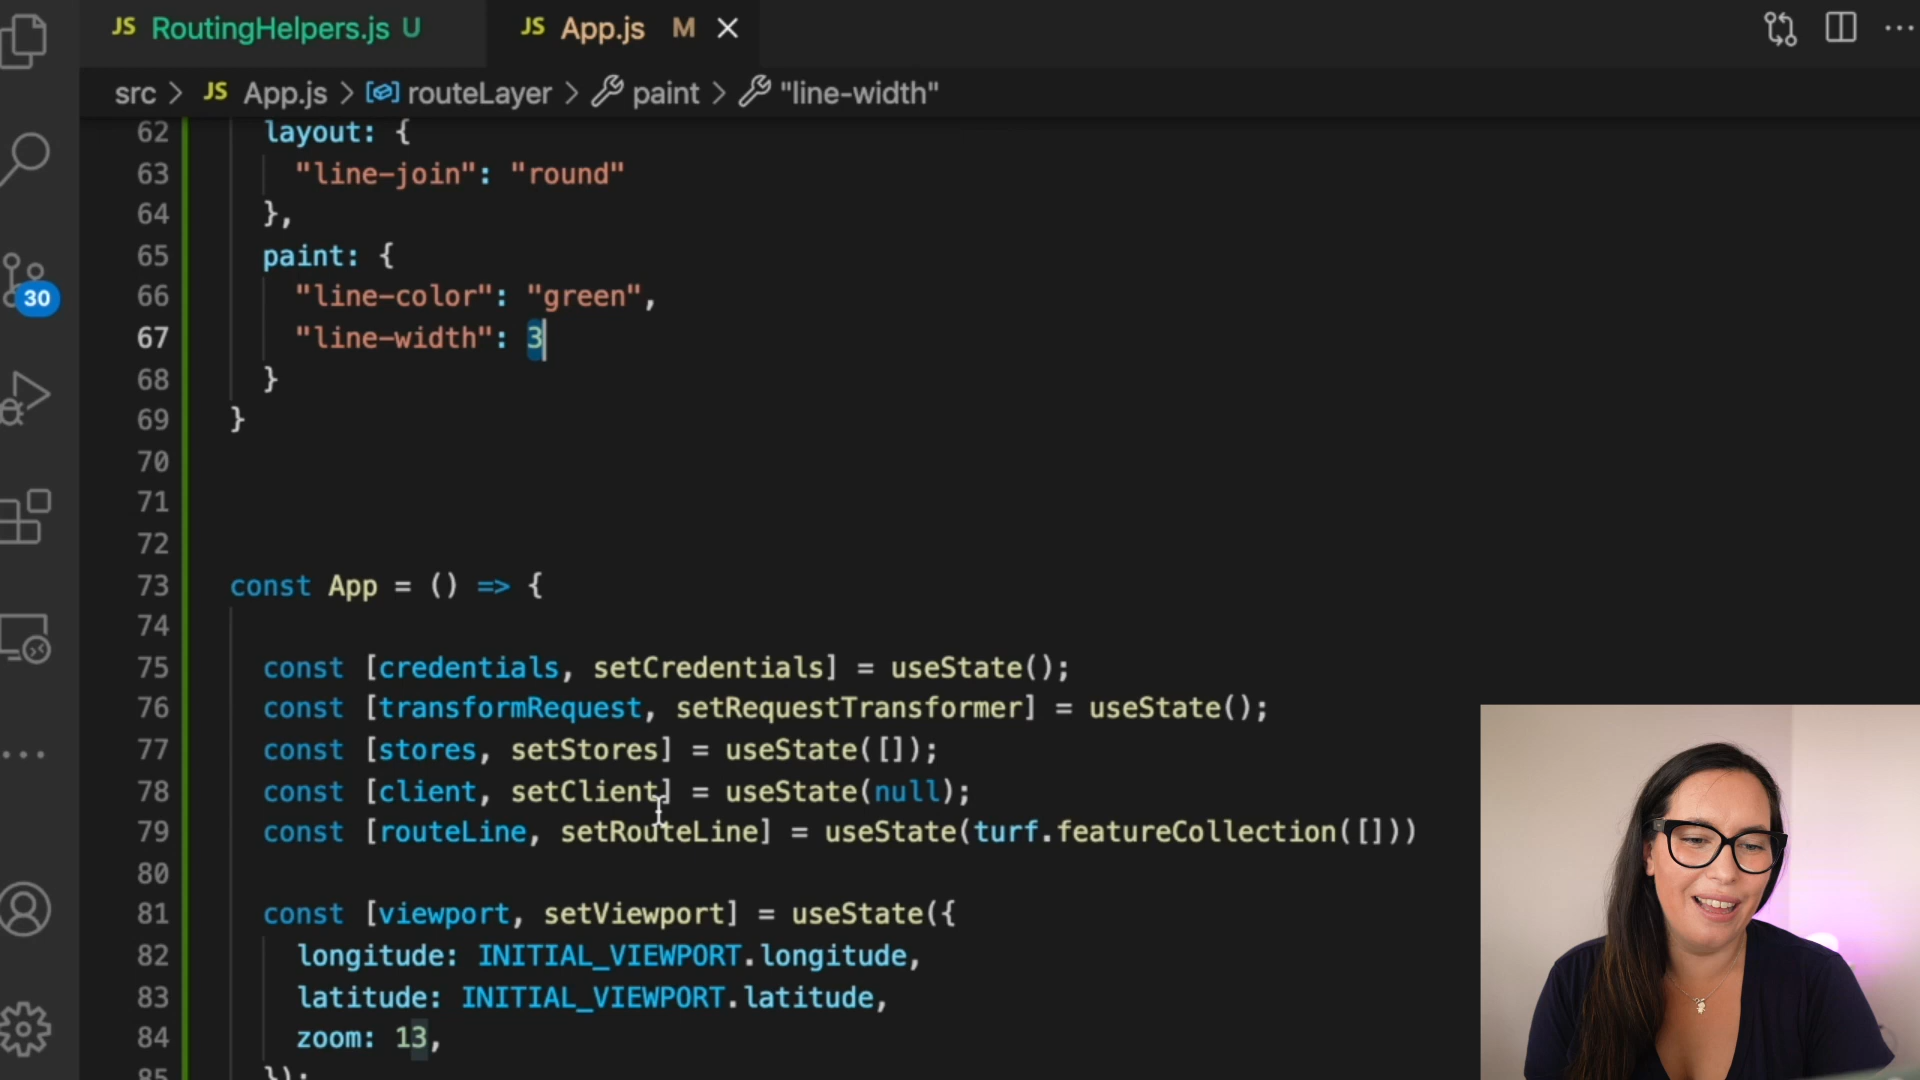 JS RoutingHelpers.js U JS App.js M
src > JS App.js > routeLayer > paint > "line-width"
62 layout: {
63 "line-join": "round"
64 },
65 paint: {
66 "line-color": "green",
67 "line-width": 3
68 }
69 }
70
71
72
73 const App = () => {
74
75 const [credentials, setCredentials] = useState();
76 const [transformRequest, setRequestTransformer] = useState();
77 const [stores, setStores] = useState([]);
78 const [client, setClient] = useState(null);
79 const [routeLine, setRouteLine] = useState(turf.featureCollection([]))
80
81 const [viewport, setViewport] = useState({
82 longitude: INITIAL_VIEWPORT.longitude,
83 latitude: INITIAL_VIEWPORT.latitude,
84 zoom: 13,
85 });
30